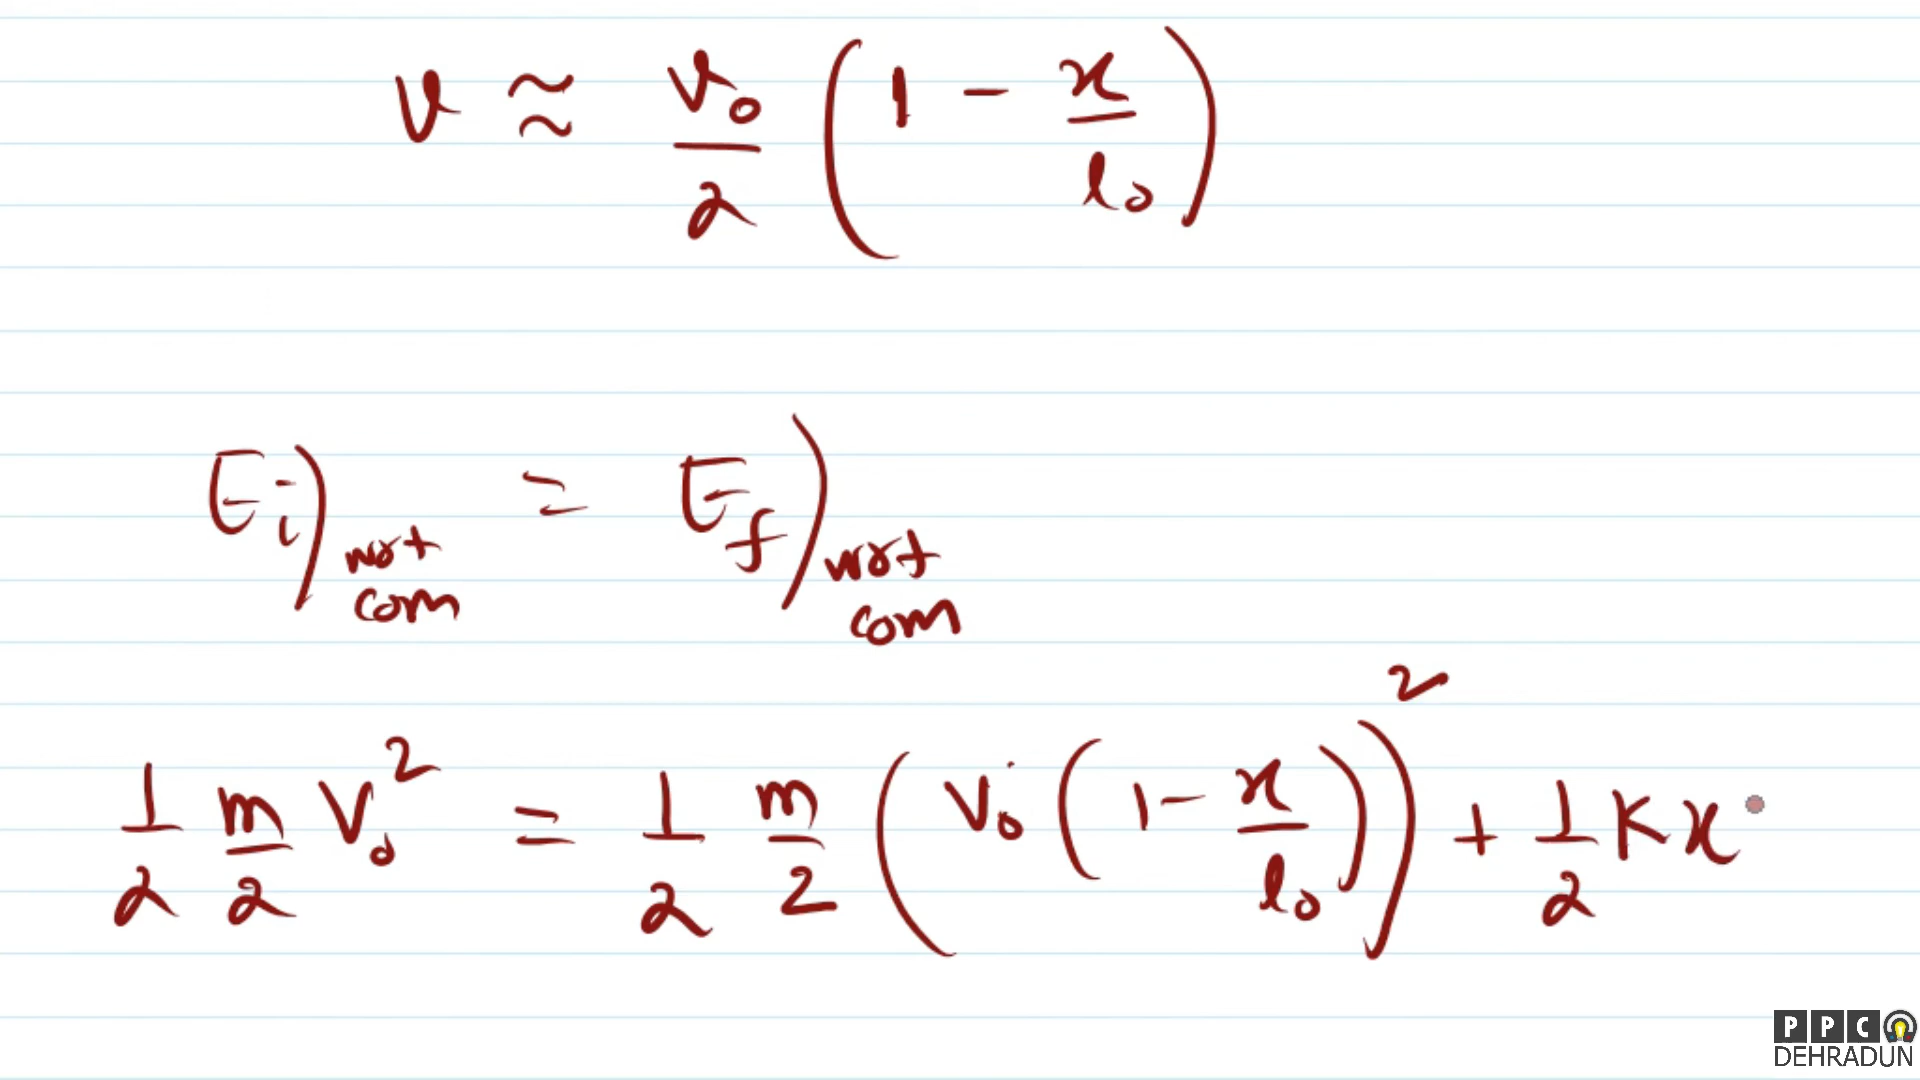 v ≈ v₀/2 (1 - x/l₀)
Eᵢ)wrt com = E_f)wrt com
1/2 m/2 v₀² = 1/2 m/2 (v₀(1 - x/l₀))² + 1/2 K x
PPC
DEHRADUN